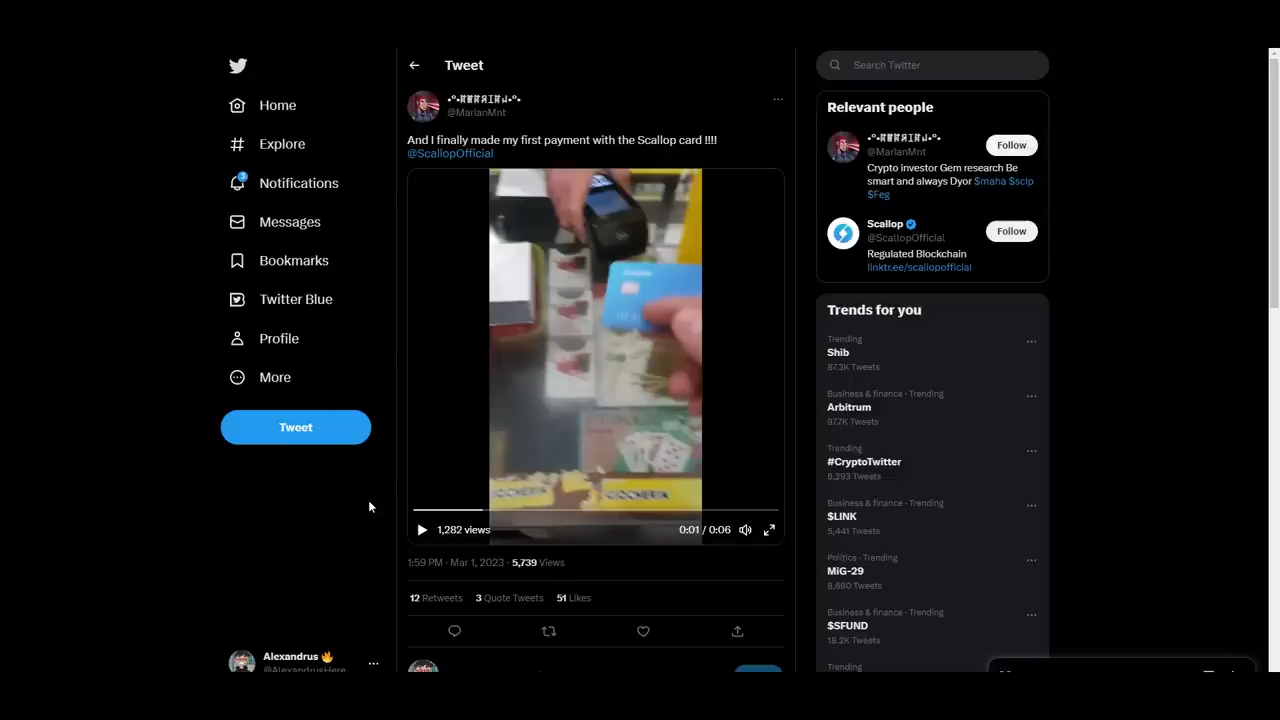 Home
Explore
3
Notifications
Messages
Bookmarks
Twitter Blue
Profile
More
Tweet
Alexandrus 🔥
@AlexandrusHere
Tweet
@MarianMnt
And I finally made my first payment with the Scallop card !!!!
@ScallopOfficial
1,282 views
0:01 / 0:06
1:59 PM · Mar 1, 2023 · 5,739 Views
12 Retweets 3 Quote Tweets 51 Likes
Search Twitter
Relevant people
@MarianMnt
Follow
Crypto investor Gem research Be
smart and always Dyor $maha $sclp
$Feg
Scallop
@ScallopOfficial
Follow
Regulated Blockchain
linktr.ee/scallopofficial
Trends for you
Trending
Shib
87.3K Tweets
Business & finance · Trending
Arbitrum
97.7K Tweets
Trending
#CryptoTwitter
5,293 Tweets
Business & finance · Trending
$LINK
5,441 Tweets
Politics · Trending
MiG-29
8,680 Tweets
Business & finance · Trending
$SFUND
18.2K Tweets
Trending